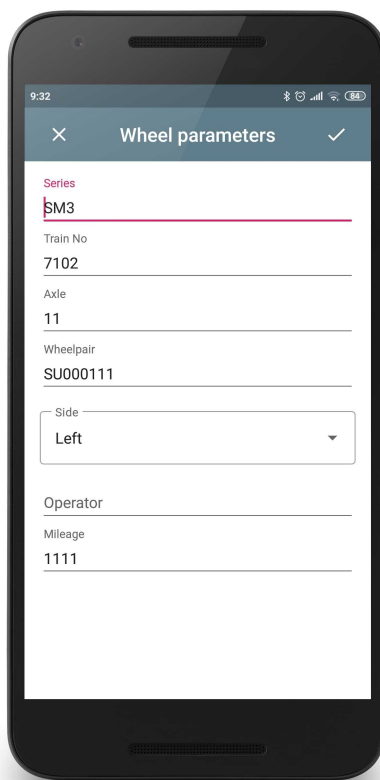 9:32
84
Wheel parameters
Series
SM3
Train No
7102
Axle
11
Wheelpair
SU000111
Side
Left
Operator
Mileage
1111